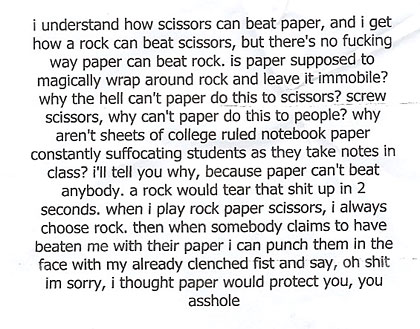 i understand how scissors can beat paper, and i get
how a rock can beat scissors, but there's no fucking
way paper can beat rock. is paper supposed to
magically wrap around rock and leave it immobile?
why the hell can't paper do this to scissors? screw
scissors, why can't paper do this to people? why
aren't sheets of college ruled notebook paper
constantly suffocating students as they take notes in
class? i'll tell you why, because paper can't beat
anybody. a rock would tear that shit up in 2
seconds. when i play rock paper scissors, i always
choose rock. then when somebody claims to have
beaten me with their paper i can punch them in the
face with my already clenched fist and say, oh shit
im sorry, i thought paper would protect you, you
asshole